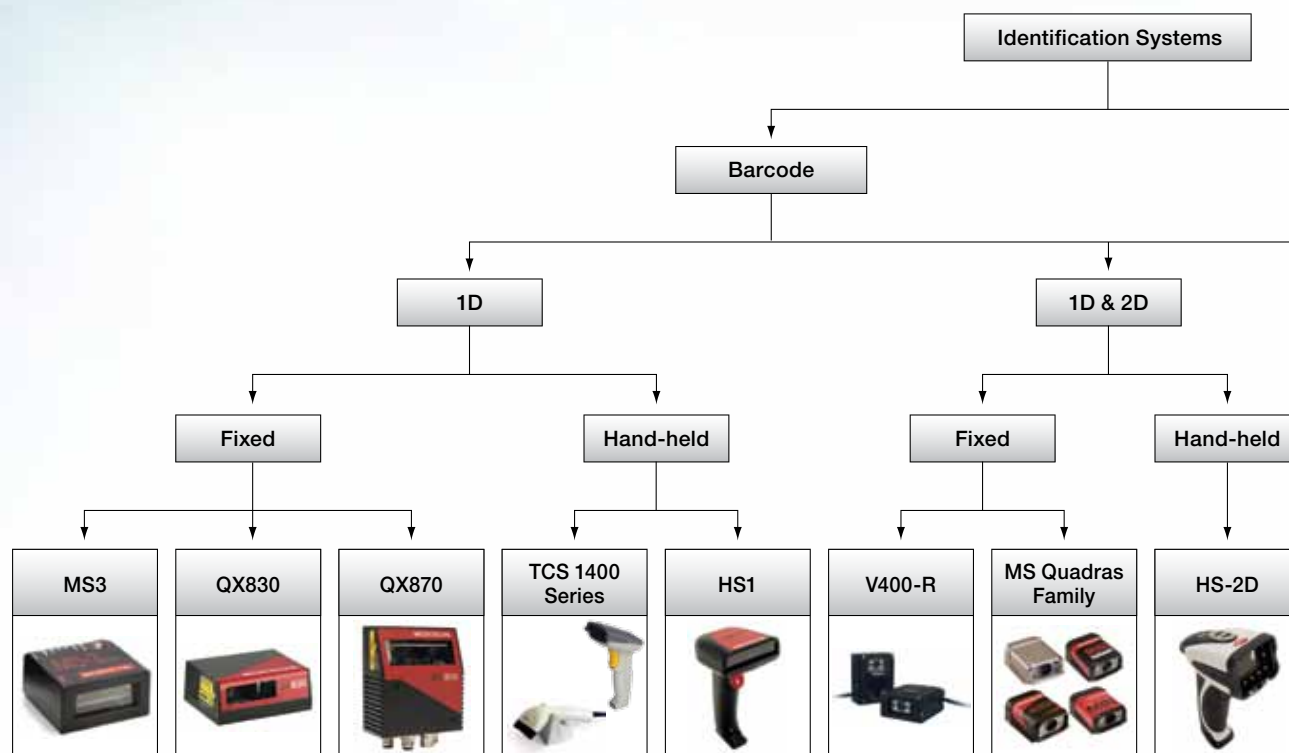 Identification Systems
Barcode
1D
1D & 2D
Fixed
Hand-held
Fixed
Hand-held
MS3
QX830
QX870
TCS 1400
Series
HS1
V400-R
MS Quadras
Family
HS-2D